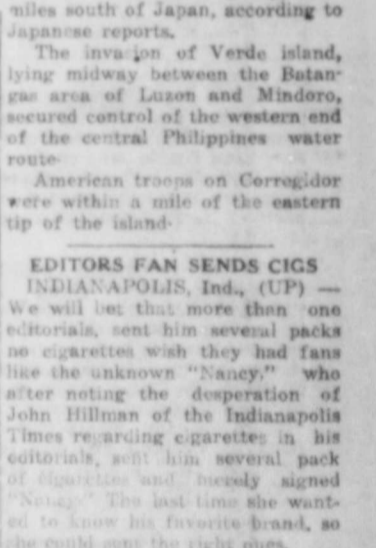 miles south of Japan, according to
Japanese reports.
The invasion of Verde island,
lying midway between the Batan-
gas area of Luzon and Mindoro,
secured control of the western end
of the central Philippines water
route-
American troops on Corregidor
were within a mile of the eastern
tip of the island-
EDITORS FAN SENDS CIGS
INDIANAPOLIS, Ind., (UP) —
We will bet that more than one
editorials, sent him several packs
no cigarettes wish they had fans
like the unknown "Nancy," who
after noting the desperation of
John Hillman of the Indianapolis
Times regarding cigarettes in his
editorials, sent him several pack
of cigarettes and merely signed
"Nancy." The last time she want-
ed to know his favorite brand, so
she could sent the right ones.